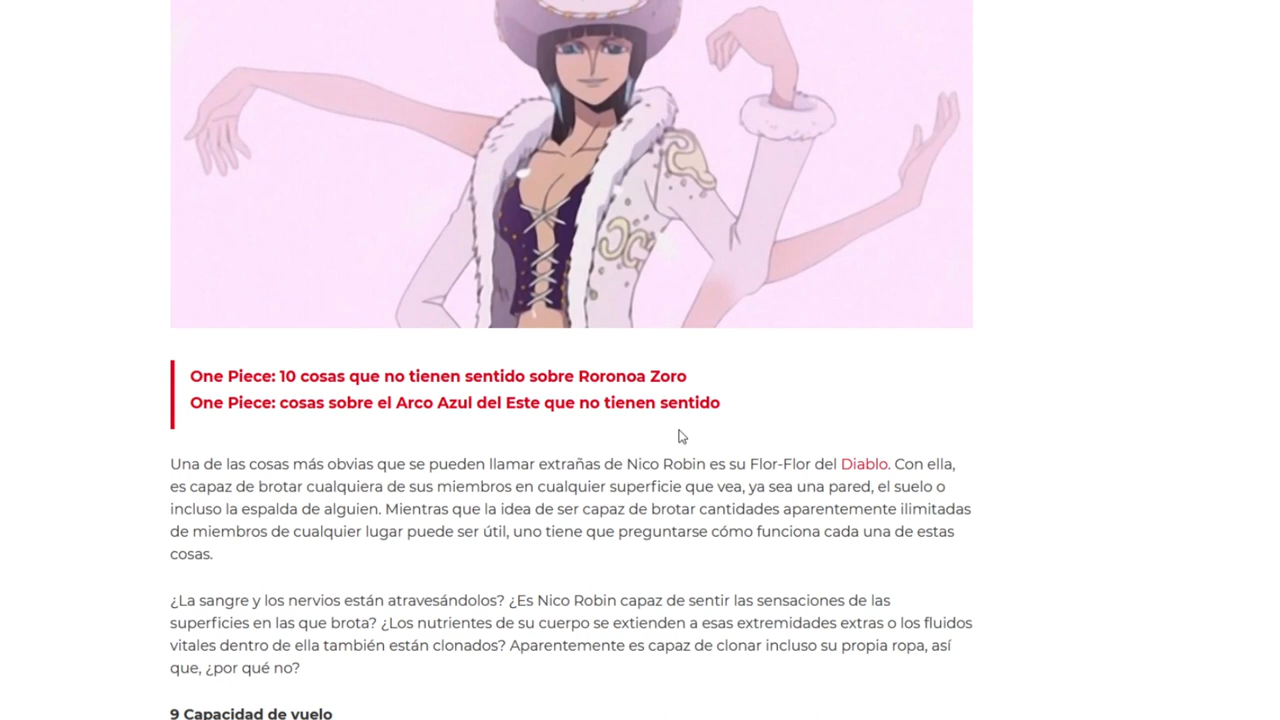 One Piece: 10 cosas que no tienen sentido sobre Roronoa Zoro
One Piece: cosas sobre el Arco Azul del Este que no tienen sentido
Una de las cosas más obvias que se pueden llamar extrañas de Nico Robin es su Flor-Flor del Diablo. Con ella,
es capaz de brotar cualquiera de sus miembros en cualquier superficie que vea, ya sea una pared, el suelo o
incluso la espalda de alguien. Mientras que la idea de ser capaz de brotar cantidades aparentemente ilimitadas
de miembros de cualquier lugar puede ser útil, uno tiene que preguntarse cómo funciona cada una de estas
cosas.
¿La sangre y los nervios están atravesándolos? ¿Es Nico Robin capaz de sentir las sensaciones de las
superficies en las que brota? ¿Los nutrientes de su cuerpo se extienden a esas extremidades extras o los fluidos
vitales dentro de ella también están clonados? Aparentemente es capaz de clonar incluso su propia ropa, así
que, ¿por qué no?
9 Capacidad de vuelo